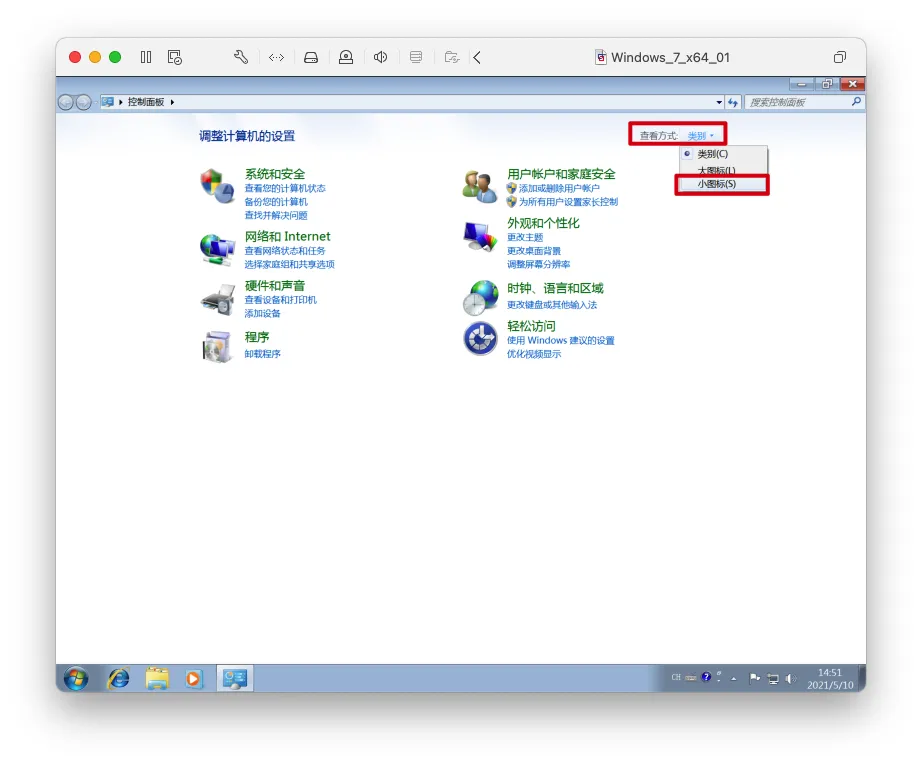 Windows_7_x64_01
控制面板
搜索控制面板
调整计算机的设置
查看方式: 类别
类别(C)
大图标(L)
小图标(S)
系统和安全
查看您的计算机状态
备份您的计算机
查找并解决问题
网络和 Internet
查看网络状态和任务
选择家庭组和共享选项
硬件和声音
查看设备和打印机
添加设备
程序
卸载程序
用户帐户和家庭安全
添加或删除用户帐户
为所有用户设置家长控制
外观和个性化
更改主题
更改桌面背景
调整屏幕分辨率
时钟、语言和区域
更改键盘或其他输入法
轻松访问
使用 Windows 建议的设置
优化视频显示
CH
14:51
2021/5/10